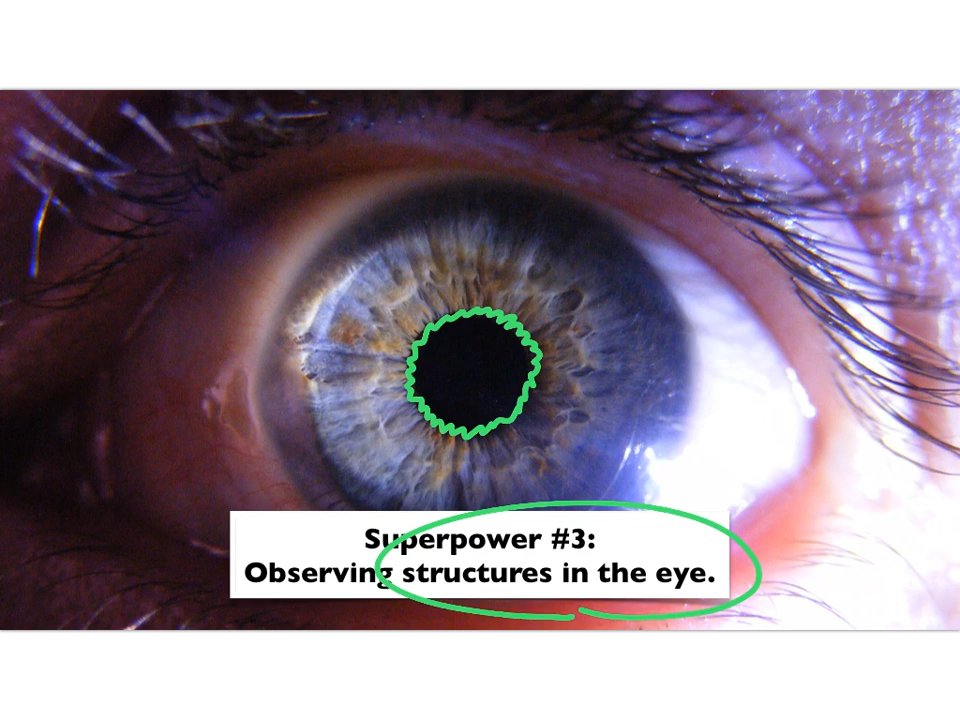 Superpower #3:
Observing structures in the eye.